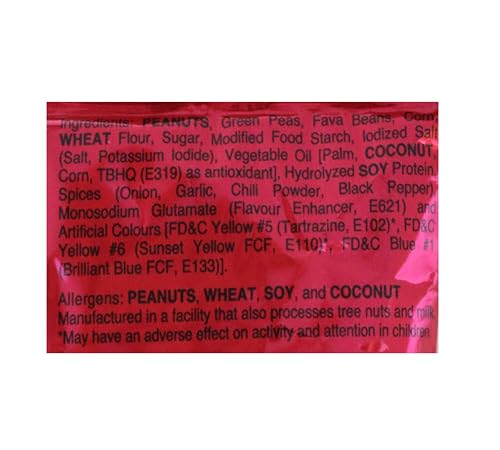 Ingredients: PEANUTS, Green Peas, Fava Beans, Corn,
WHEAT Flour, Sugar, Modified Food Starch, Iodized Salt
(Salt, Potassium Iodide), Vegetable Oil [Palm, COCONUT,
Corn, TBHQ (E319) as antioxidant], Hydrolyzed SOY Protein,
Spices (Onion, Garlic, Chili Powder, Black Pepper)
Monosodium Glutamate (Flavour Enhancer, E621) and
Artificial Colours [FD&C Yellow #5 (Tartrazine, E102)*, FD&C
Yellow #6 (Sunset Yellow FCF, E110)*, FD&C Blue #1
(Brilliant Blue FCF, E133)].
Allergens: PEANUTS, WHEAT, SOY, and COCONUT
Manufactured in a facility that also processes tree nuts and milk
*May have an adverse effect on activity and attention in children.